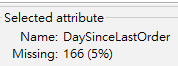 Selected attribute
Name: DaySinceLastOrder
Missing: 166 (5%)